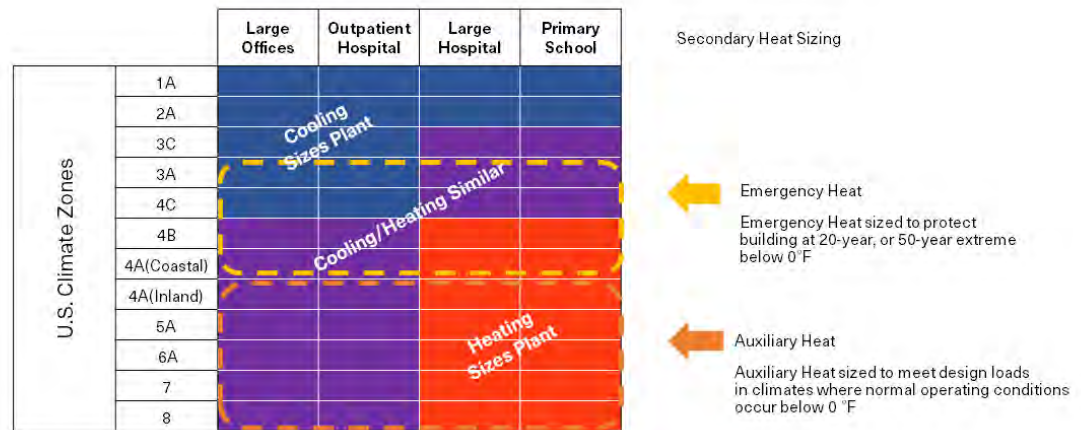 Large
Offices
Outpatient
Hospital
Large
Hospital
Primary
School
Secondary Heat Sizing
U.S. Climate Zones
1A
2A
3C
3A
4C
4B
4A(Coastal)
4A(Inland)
5A
6A
7
8
Cooling
Sizes Plant
Cooling/Heating Similar
Heating
Sizes Plant
Emergency Heat
Emergency Heat sized to protect
building at 20-year, or 50-year extreme
below 0°F
Auxiliary Heat
Auxiliary Heat sized to meet design loads
in climates where normal operating conditions
occur below 0 °F